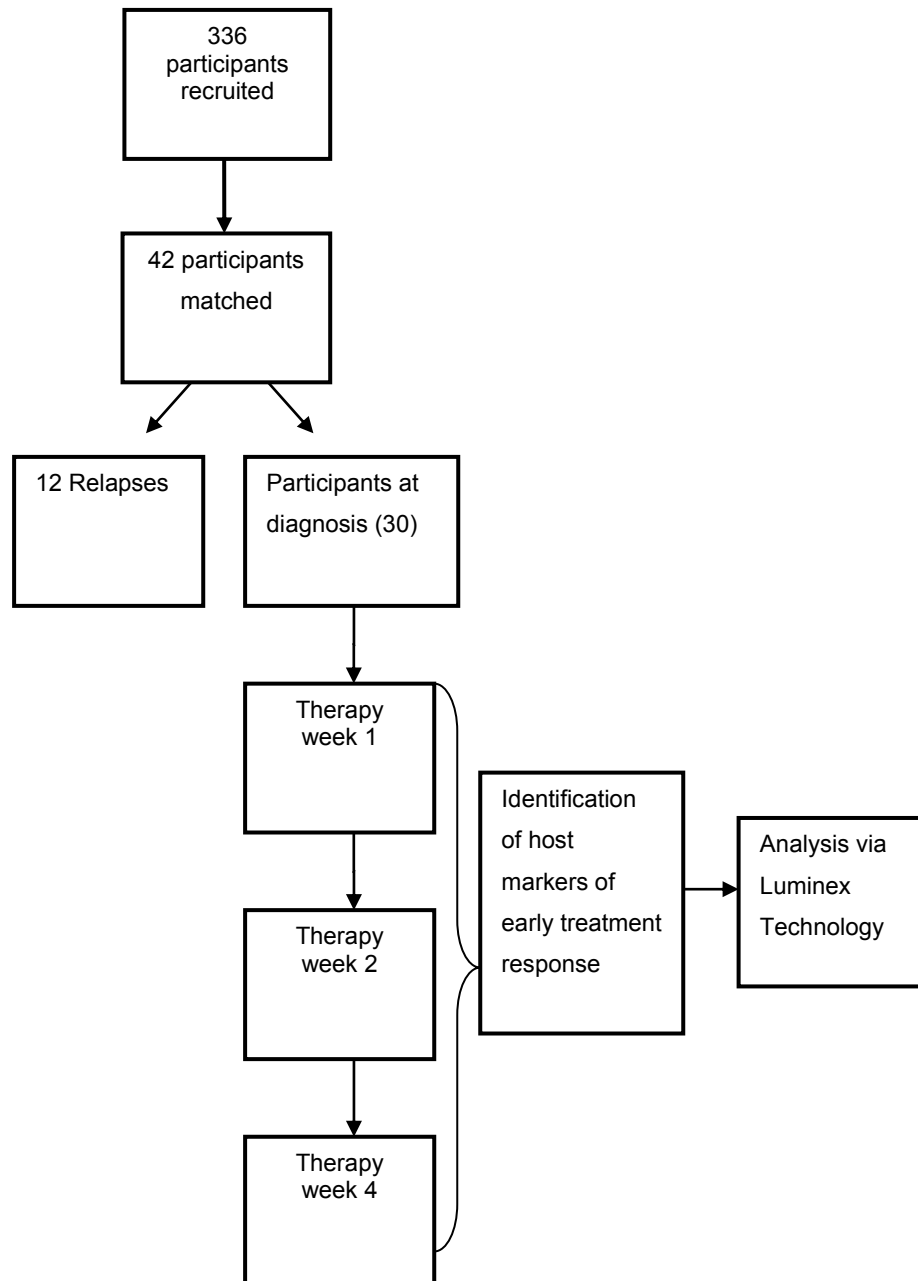 336
participants
recruited
42 participants
matched
12 Relapses
Participants at
diagnosis (30)
Therapy
week 1
Therapy
week 2
Therapy
week 4
Identification
of host
markers of
early treatment
response
Analysis via
Luminex
Technology